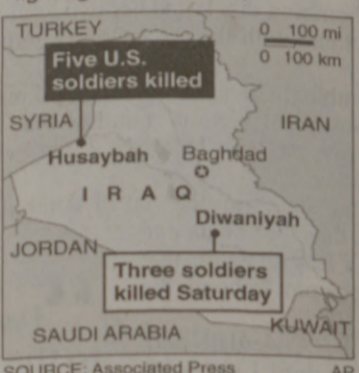 TURKEY
0 100 mi
0 100 km
Five U.S.
soldiers killed
SYRIA
IRAN
Husaybah
Baghdad
IRAQ
Diwaniyah
JORDAN
Three soldiers
killed Saturday
KUWAIT
SAUDI ARABIA
SOURCE: Associated Press
AP